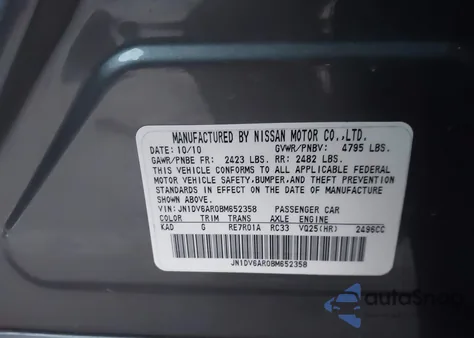 MANUFACTURED BY NISSAN MOTOR CO.,LTD.
DATE: 10/10 GVWR/PNBV: 4795 LBS.
GAWR/PNBE FR: 2423 LBS. RR: 2482 LBS.
THIS VEHICLE CONFORMS TO ALL APPLICABLE FEDERAL
MOTOR VEHICLE SAFETY,BUMPER,AND THEFT PREVENTION
STANDARDS IN EFFECT ON THE DATE OF MANUFACTURE
SHOWN ABOVE.
VIN: JN1DV6AR0BM652358 PASSENGER CAR
COLOR TRIM TRANS AXLE ENGINE
KAD G RE7R01A RC33 VQ25(HR) 2496CC
JN1DV6AR0BM652358
autoSnap